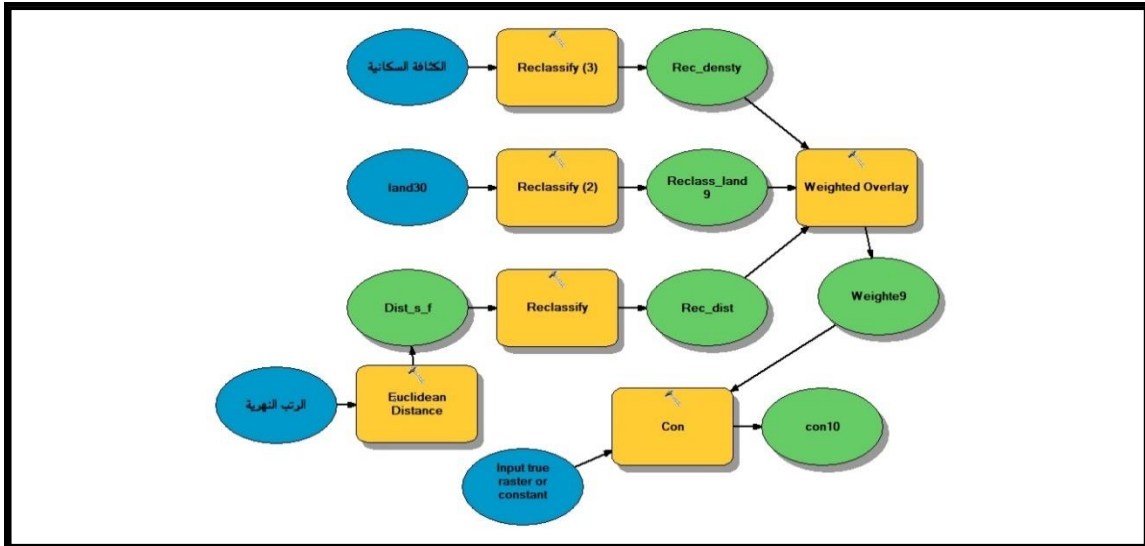 الكثافة السكانية
Reclassify (3)
Rec_densty
land30
Reclassify (2)
Reclass_land
9
Weighted Overlay
Dist_s_f
Reclassify
Rec_dist
Weighte9
الرتب النهرية
Euclidean
Distance
Con
con10
Input true
raster or
constant